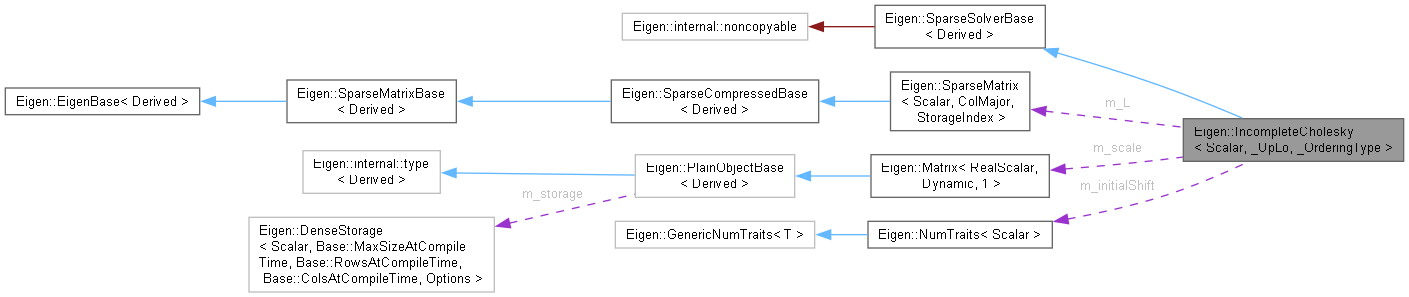 Eigen::internal::noncopyable
Eigen::SparseSolverBase
< Derived >
Eigen::EigenBase< Derived >
Eigen::SparseMatrixBase
< Derived >
Eigen::SparseCompressedBase
< Derived >
Eigen::SparseMatrix
< Scalar, ColMajor,
StorageIndex >
m_L
Eigen::IncompleteCholesky
< Scalar, _UpLo, _OrderingType >
m_scale
Eigen::internal::type
< Derived >
Eigen::PlainObjectBase
< Derived >
Eigen::Matrix< RealScalar,
Dynamic, 1 >
m_initialShift
m_storage
Eigen::DenseStorage
< Scalar, Base::MaxSizeAtCompile
Time, Base::RowsAtCompileTime,
Base::ColsAtCompileTime, Options >
Eigen::GenericNumTraits< T >
Eigen::NumTraits< Scalar >